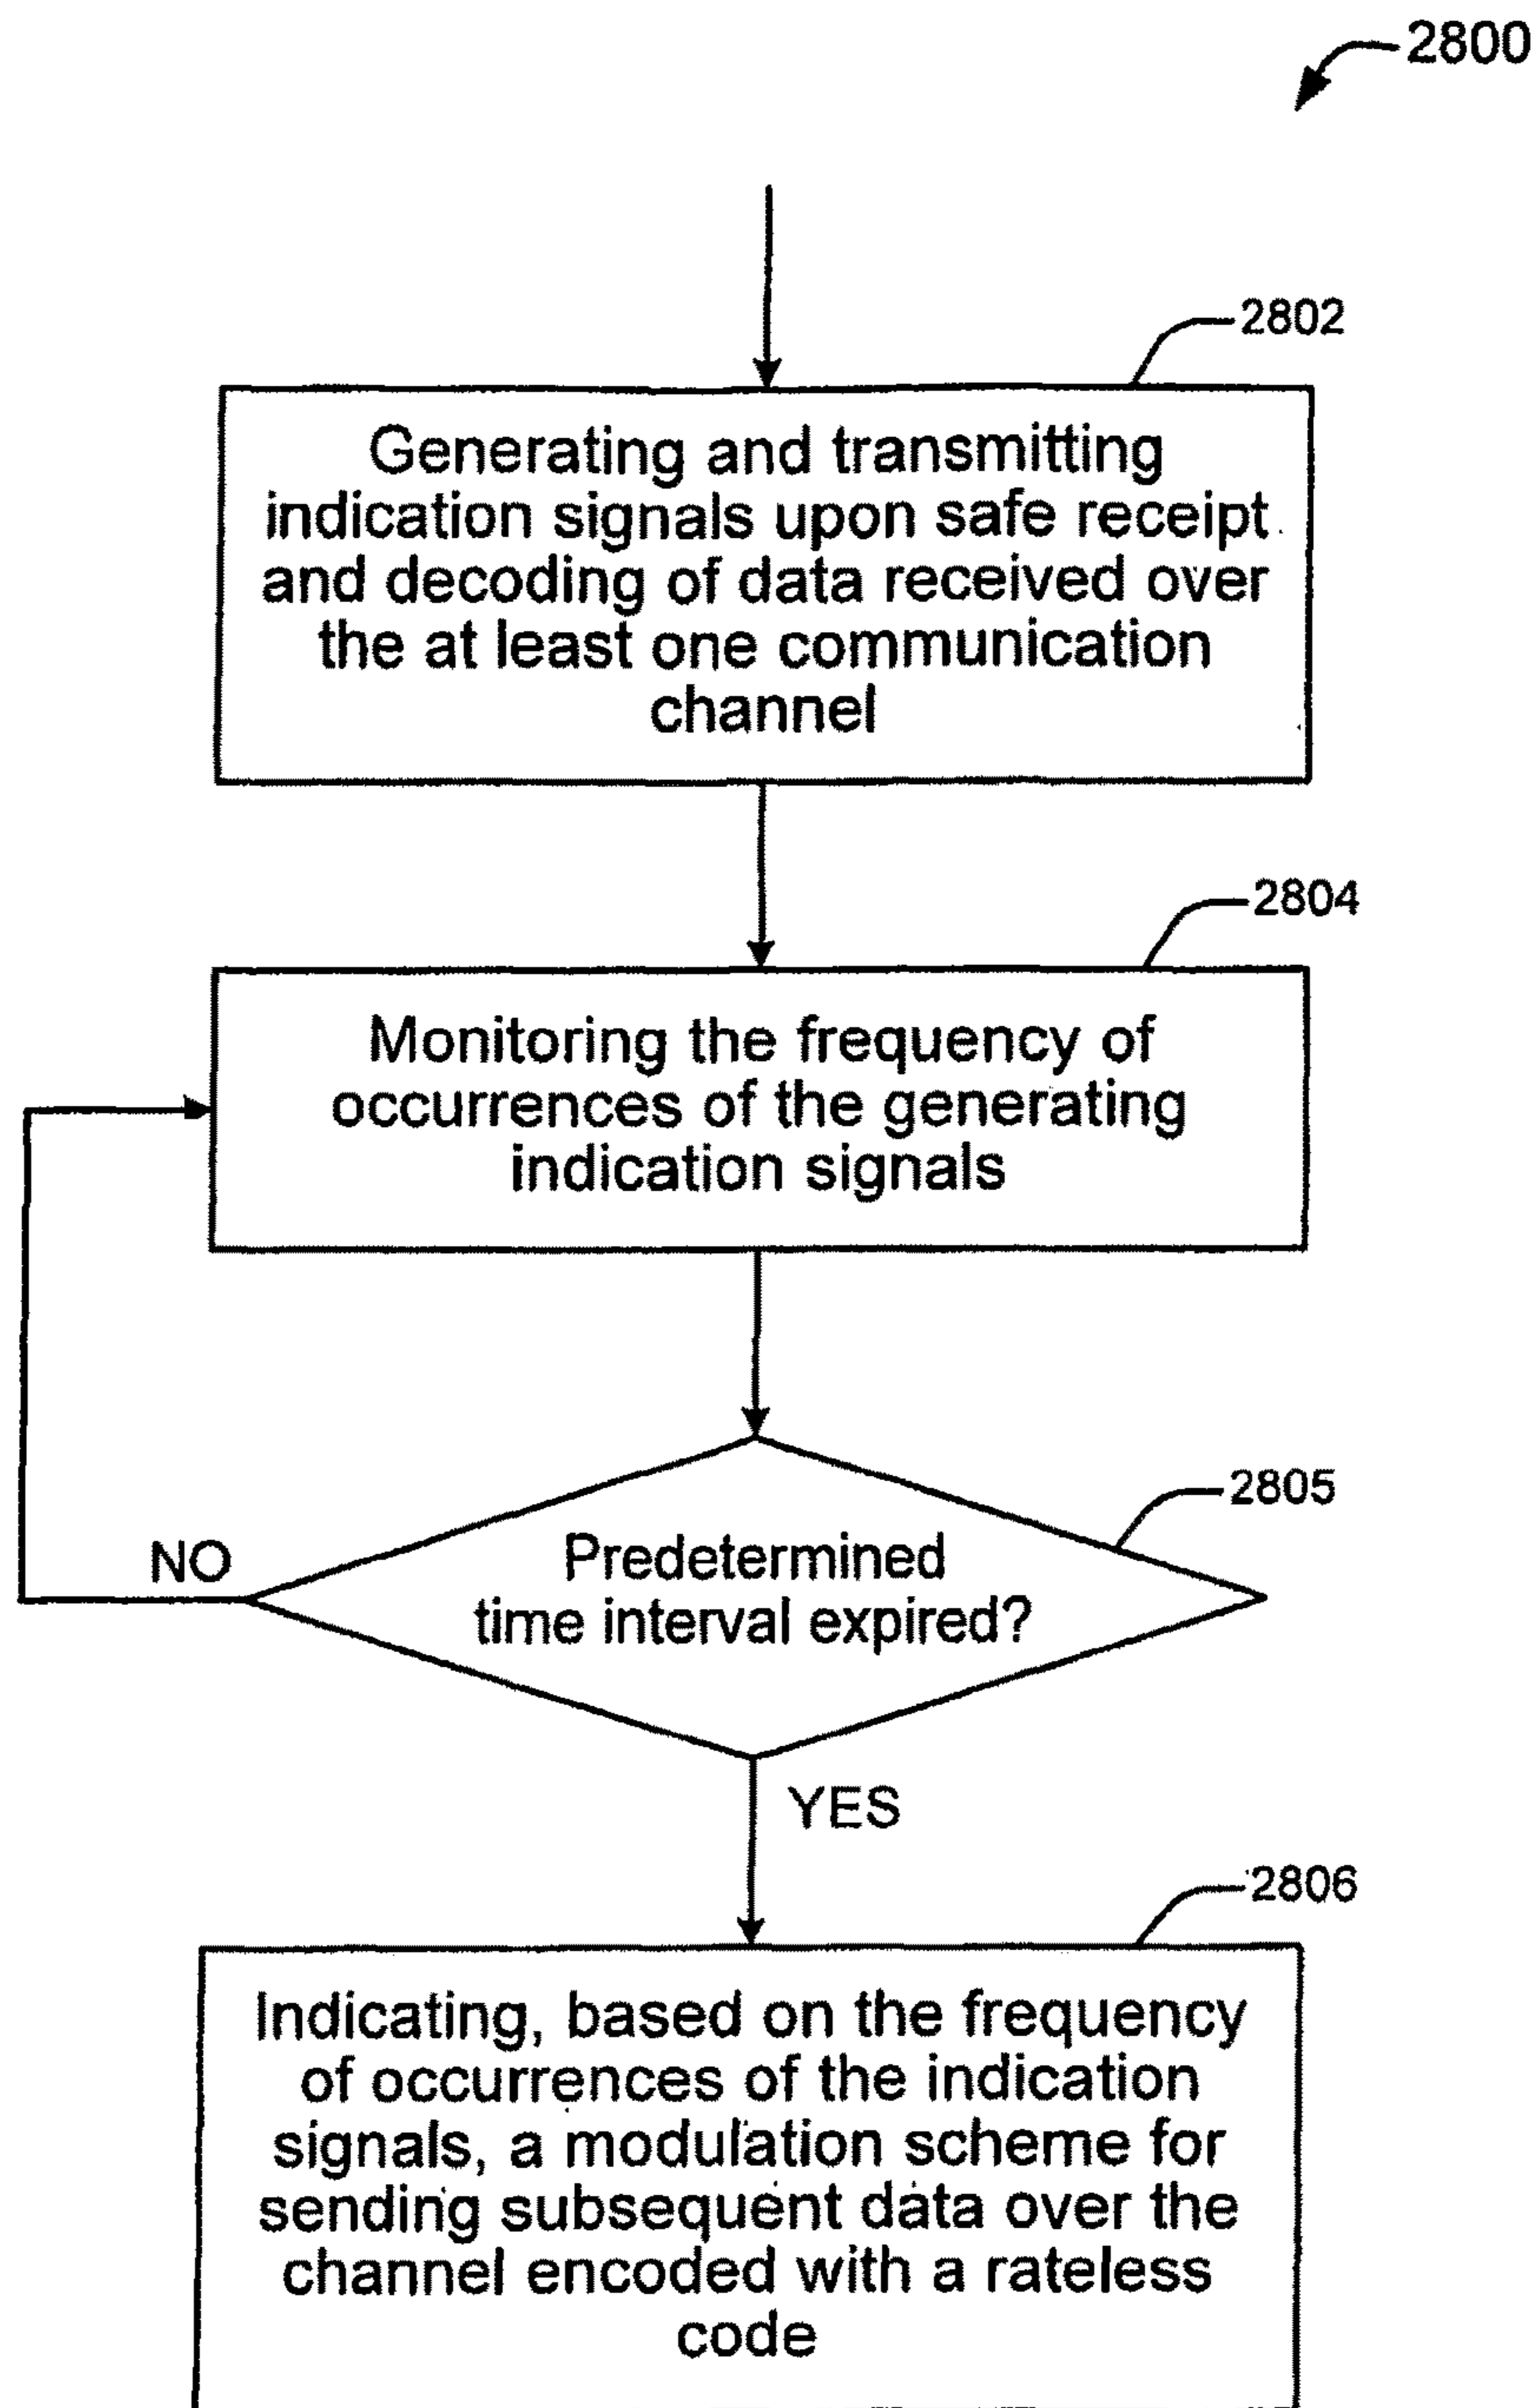 2800
2802
Generating and transmitting
indication signals upon safe receipt
and decoding of data received over
the at least one communication
channel
2804
Monitoring the frequency of
occurrences of the generating
indication signals
2805
Predetermined
time interval expired?
NO
YES
2806
Indicating, based on the frequency
of occurrences of the indication
signals, a modulation scheme for
sending subsequent data over the
channel encoded with a rateless
code